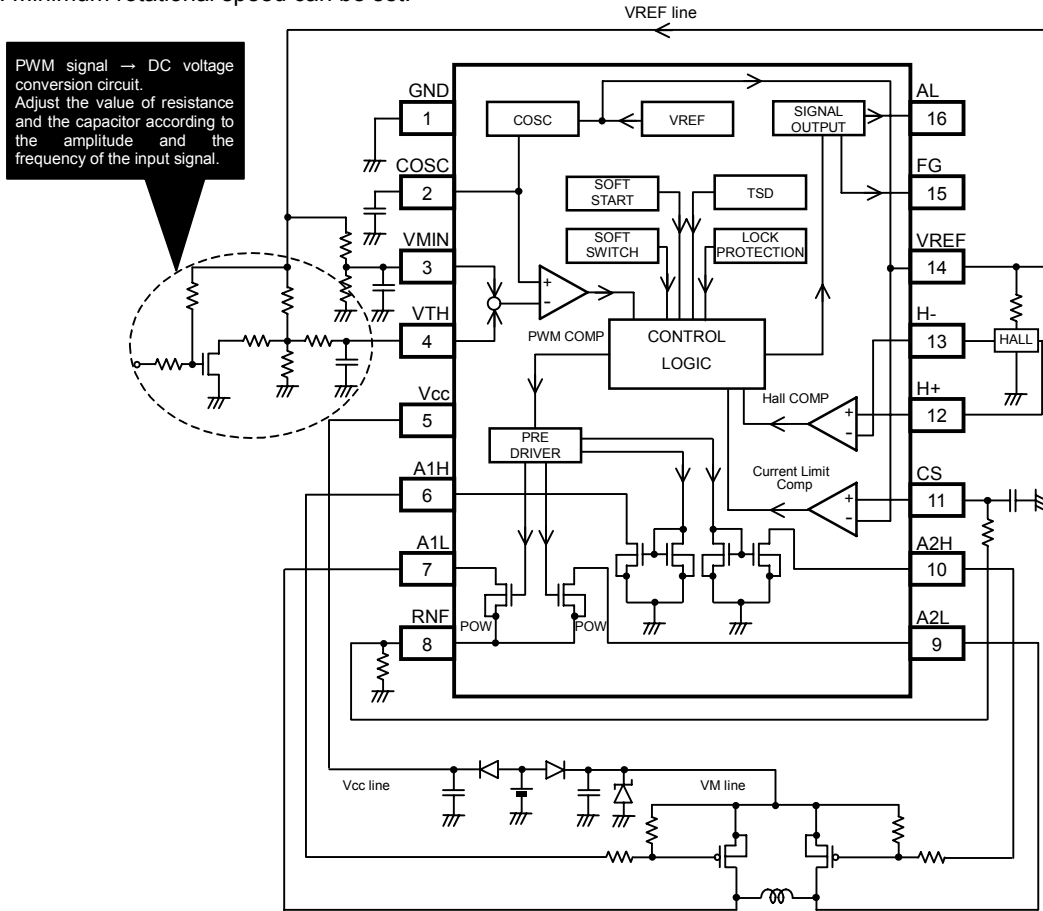 Minimum rotational speed can be set.
VREF line
PWM signal → DC voltage
conversion circuit.
Adjust the value of resistance
and the capacitor according to
the amplitude and the
frequency of the input signal.
GND
1
COSC
2
VMIN
3
VTH
4
Vcc
5
A1H
6
A1L
7
RNF
8
COSC
VREF
SIGNAL
OUTPUT
SOFT
START
TSD
SOFT
SWITCH
LOCK
PROTECTION
+
-
PWM COMP
CONTROL
LOGIC
Hall COMP
+
-
PRE
DRIVER
Current Limit
Comp
+
-
POW
POW
AL
16
FG
15
VREF
14
H-
13
HALL
H+
12
CS
11
A2H
10
A2L
9
Vcc line
VM line